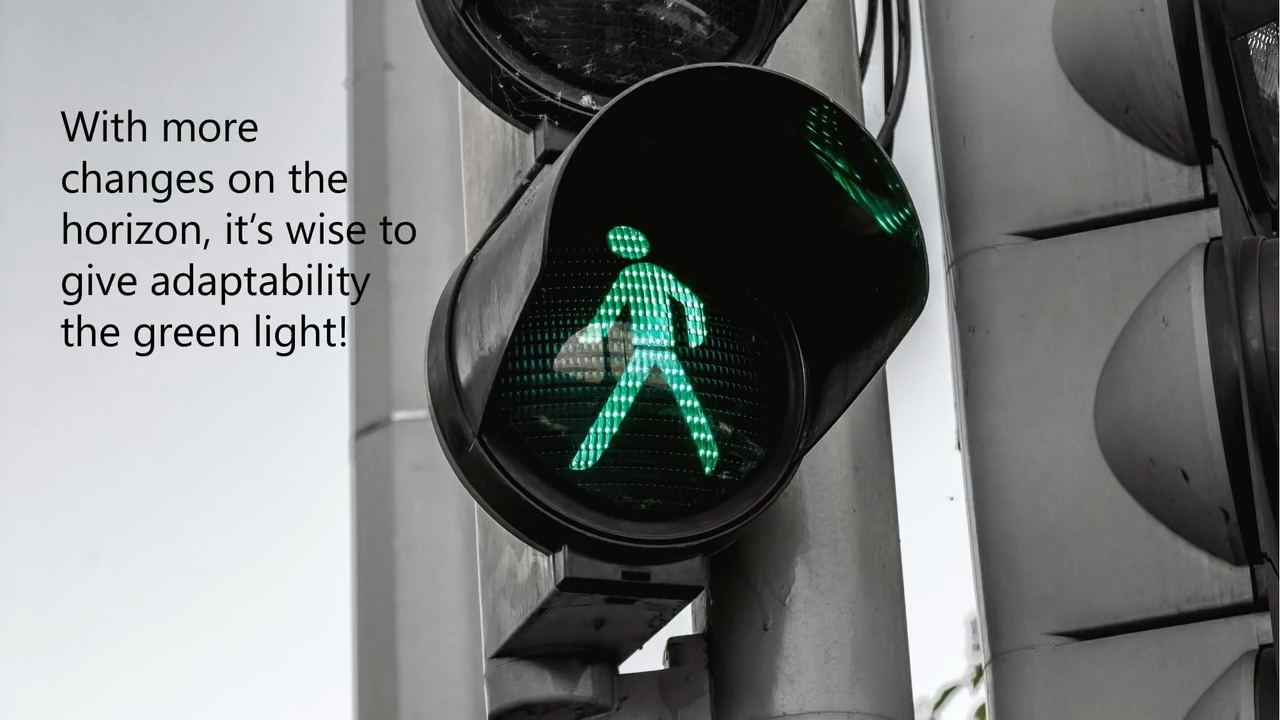 With more
changes on the
horizon, it’s wise to
give adaptability
the green light!